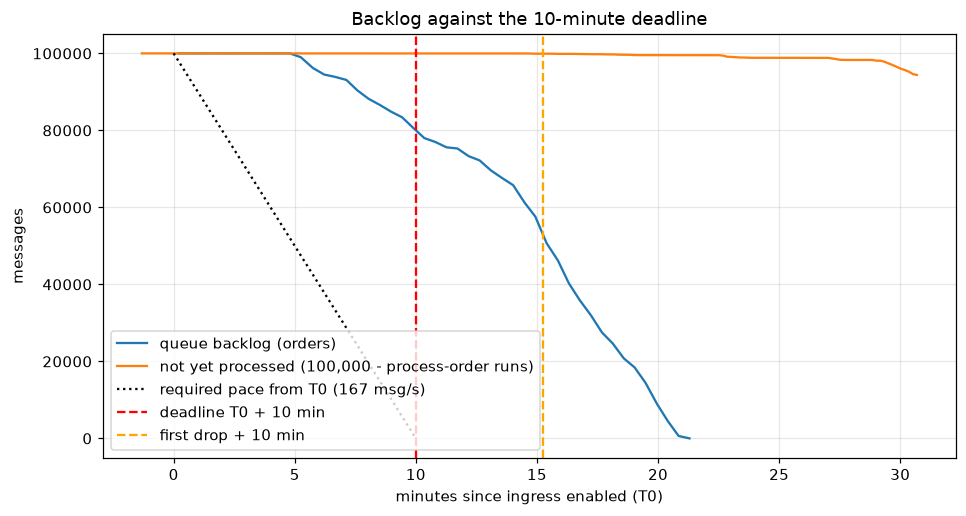 Backlog against the 10-minute deadline
messages
100000
80000
60000
40000
20000
0
queue backlog (orders)
not yet processed (100,000 - process-order runs)
required pace from T0 (167 msg/s)
deadline T0 + 10 min
first drop + 10 min
0 5 10 15 20 25 30
minutes since ingress enabled (T0)